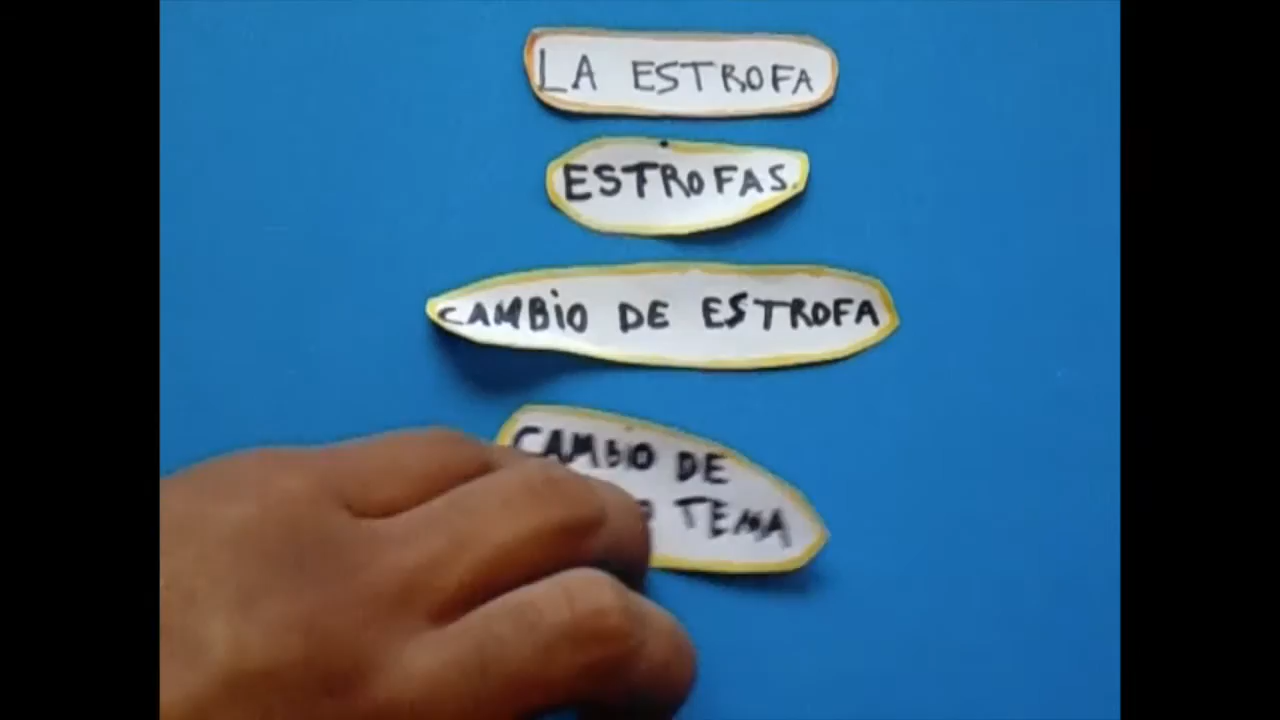 LA ESTROFA
ESTROFAS.
CAMBiO DE ESTROFA
CAMBiO DE
TEMA